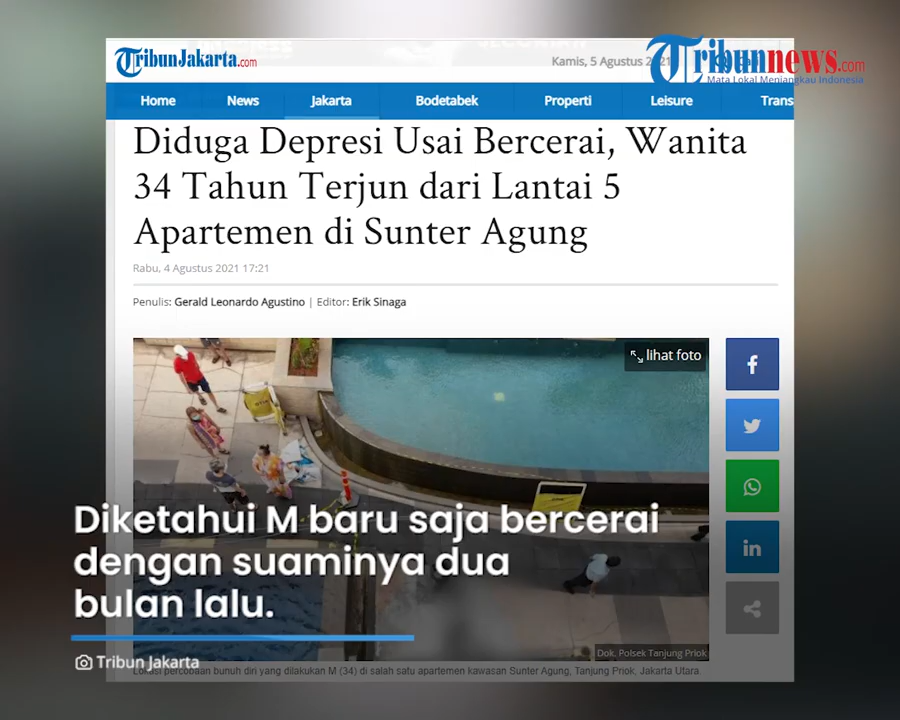 TribunJakarta.com
Kamis, 5 Agustus 2021
Tribunnews.com
Mata Lokal Menjangkau Indonesia
Home News Jakarta Bodetabek Properti Leisure Trans
Diduga Depresi Usai Bercerai, Wanita
34 Tahun Terjun dari Lantai 5
Apartemen di Sunter Agung
Rabu, 4 Agustus 2021 17:21
Penulis: Gerald Leonardo Agustino | Editor: Erik Sinaga
lihat foto
Diketahui M baru saja bercerai
dengan suaminya dua
bulan lalu.
Dok. Polsek Tanjung Priok
Tribun Jakarta
Lokasi percobaan bunuh diri yang dilakukan M (34) di salah satu apartemen kawasan Sunter Agung, Tanjung Priok, Jakarta Utara.